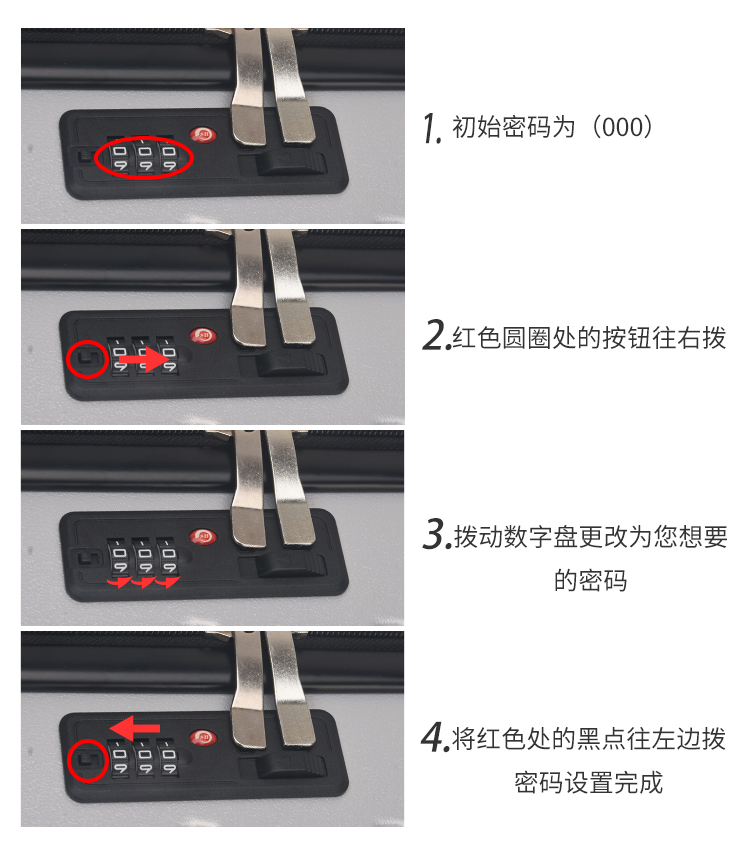 1. 初始密码为（000）
2.红色圆圈处的按钮往右拨
3.拨动数字盘更改为您想要
的密码
4.将红色处的黑点往左边拨
密码设置完成